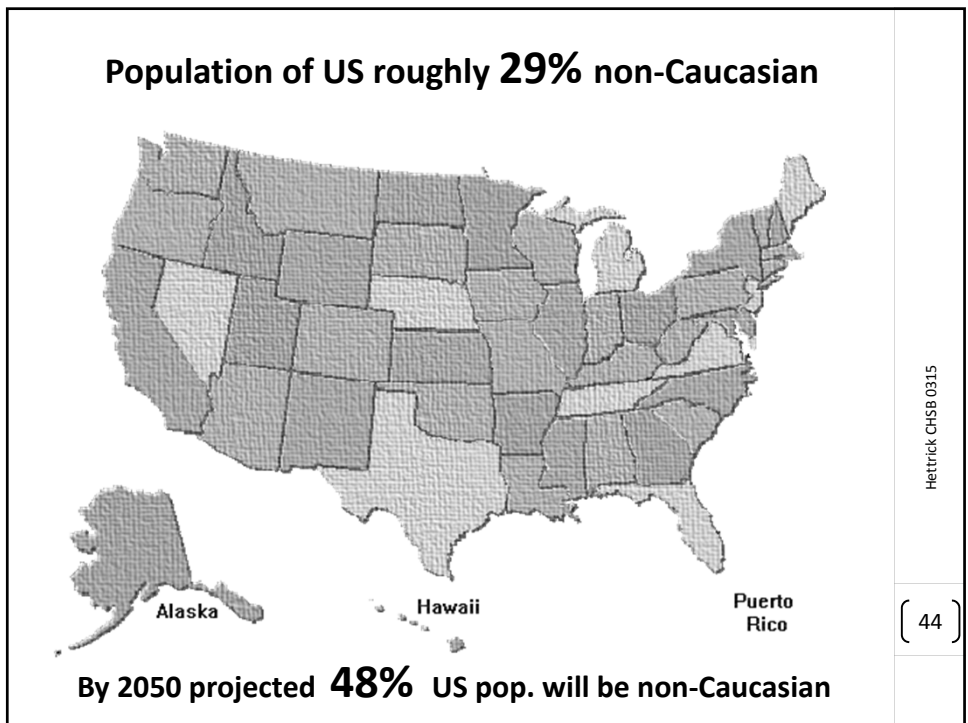 Population of US roughly 29% non-Caucasian
Alaska
Hawaii
Puerto
Rico
By 2050 projected 48% US pop. will be non-Caucasian
Hettrick CHSB 0315
44